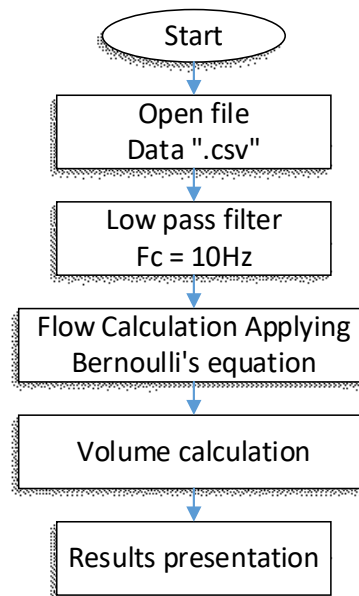 Start
Open file
Data ".csv"
Low pass filter
Fc = 10Hz
Flow Calculation Applying
Bernoulli's equation
Volume calculation
Results presentation